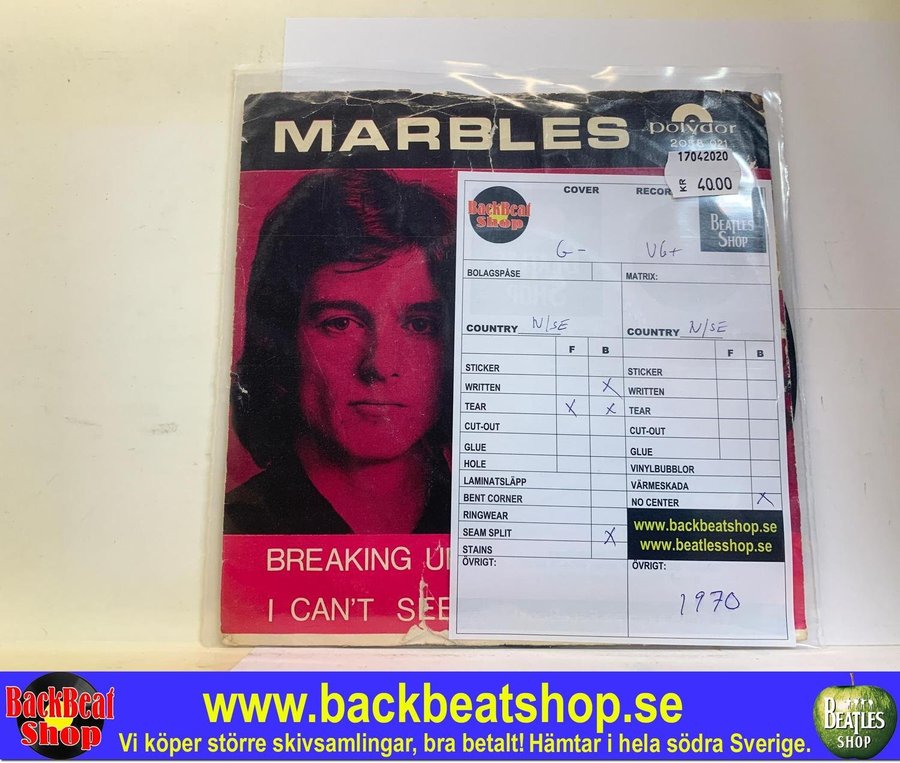 MARBLES
polydor
17042020
KR 40.00
COVER
RECOR
BackBeat
Shop
BEATLES
SHOP
G- VG+
BOLAGSPÅSE
MATRIX:
COUNTRY N/SE
COUNTRY N/SE
F B
F B
STICKER
WRITTEN X
TEAR X X
CUT-OUT
GLUE
HOLE
LAMINATSLÄPP
BENT CORNER
RINGWEAR
SEAM SPLIT X
STAINS
ÖVRIGT:
STICKER
WRITTEN
TEAR
CUT-OUT
GLUE
VINYLBUBBLOR
VÄRMESKADA
NO CENTER X
www.backbeatshop.se
www.beatlesshop.se
ÖVRIGT:
1970
BREAKING U
I CAN'T SEE
BackBeat
Shop
www.backbeatshop.se
Vi köper större skivsamlingar, bra betalt! Hämtar i hela södra Sverige.
BEATLES
SHOP